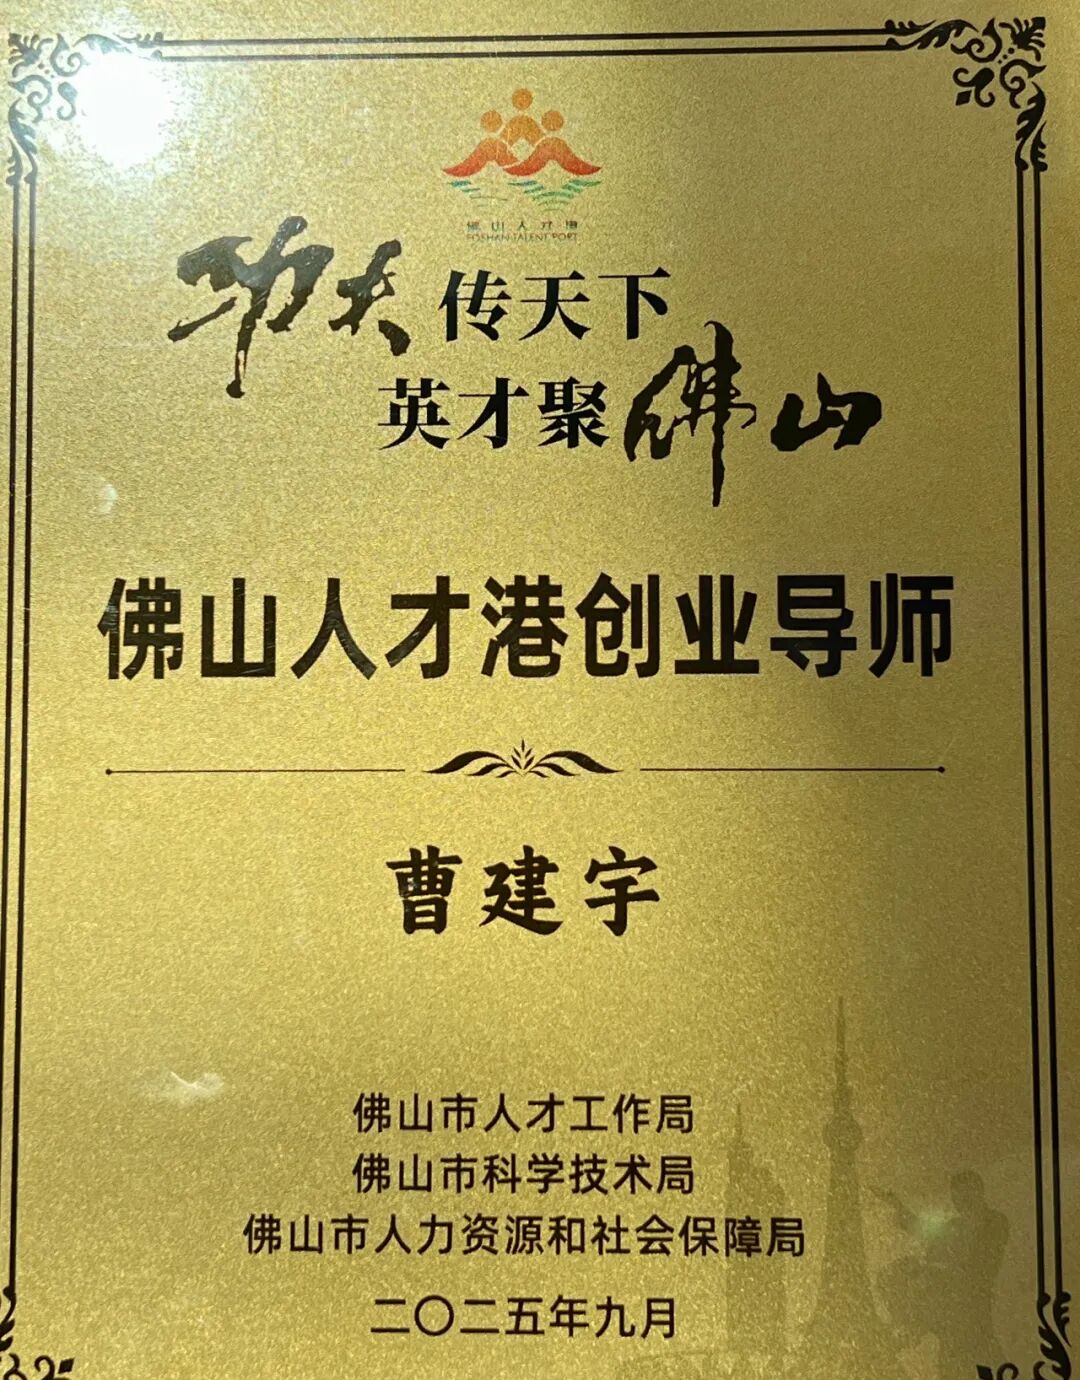 佛山人才港
FOSHAN TALENT PORT
功夫传天下
英才聚佛山
佛山人才港创业导师
曹建宇
佛山市人才工作局
佛山市科学技术局
佛山市人力资源和社会保障局
二〇二五年九月